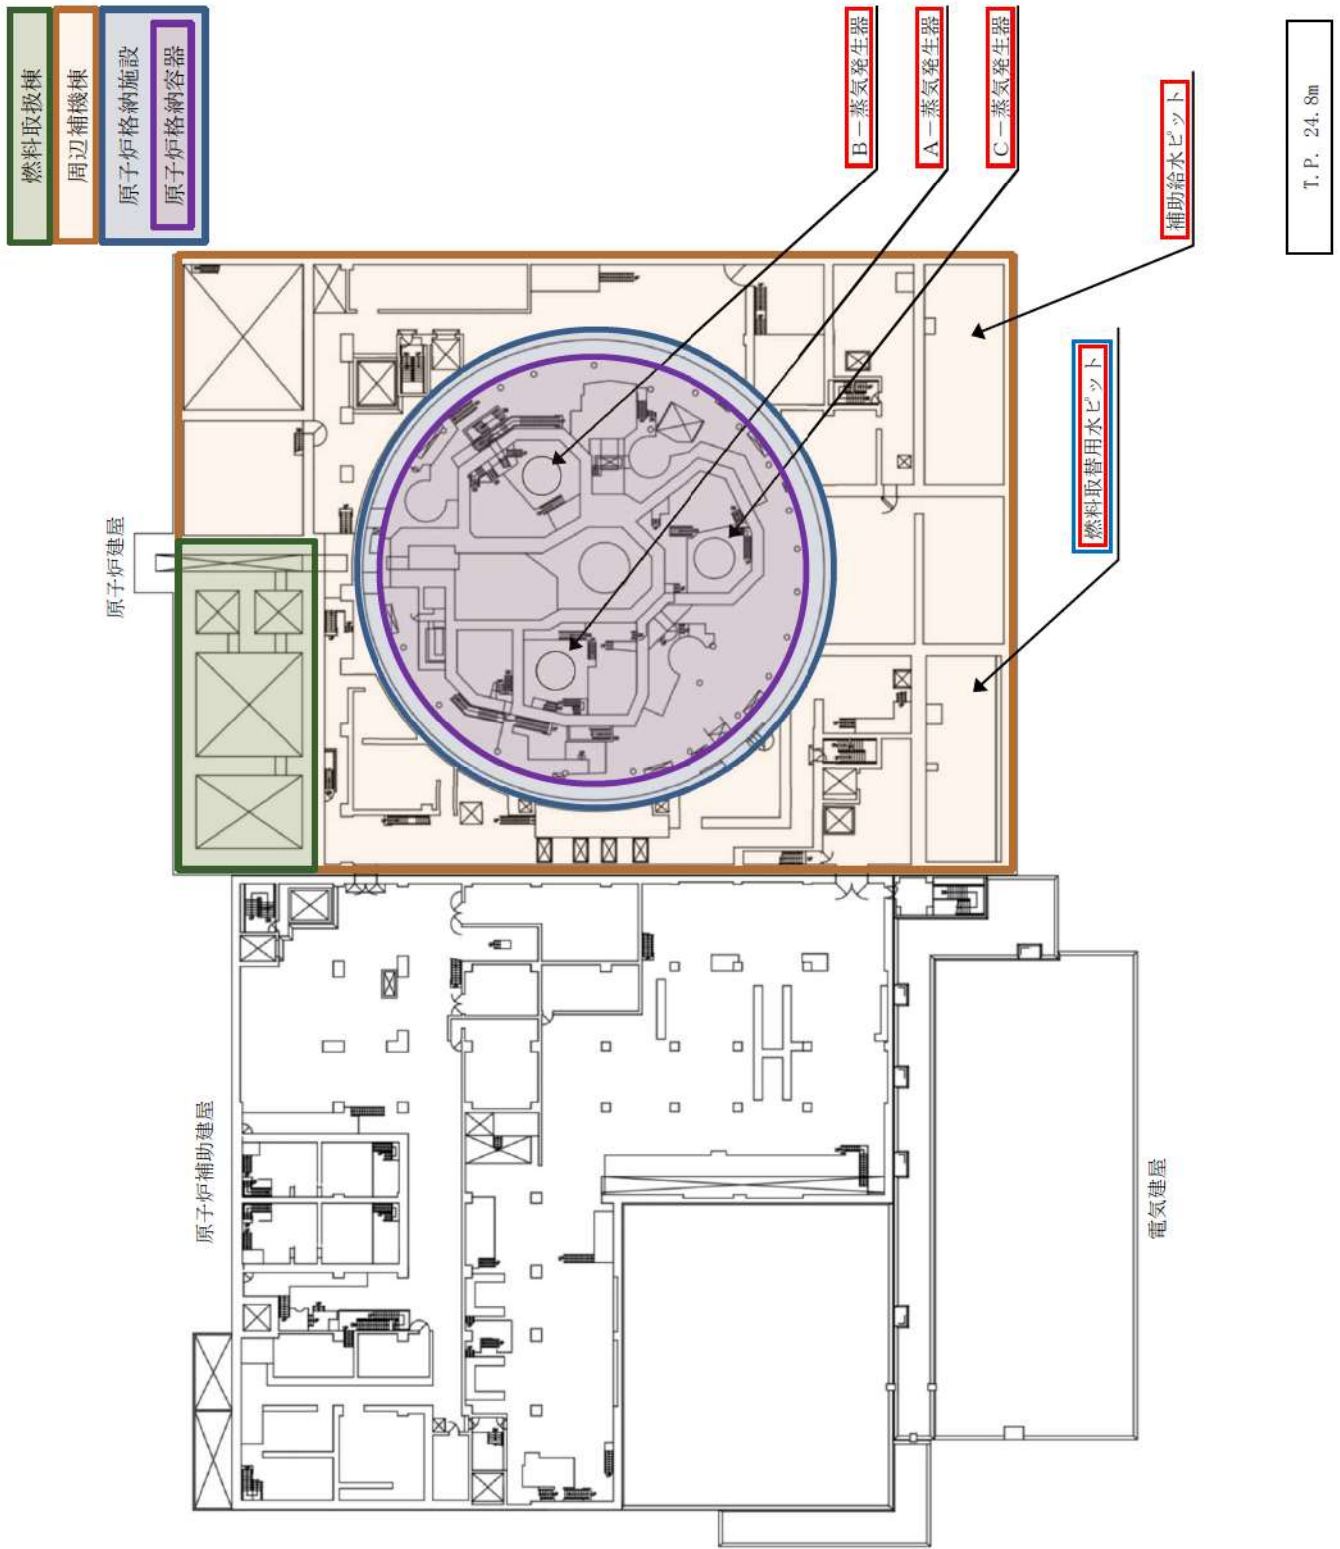 燃料取扱棟
周辺補機棟
原子炉格納施設
原子炉格納容器
B-蒸気発生器
A-蒸気発生器
C-蒸気発生器
補助給水ピット
燃料取替用水ピット
T.P. 24.8m
原子炉建屋
原子炉補助建屋
電気建屋